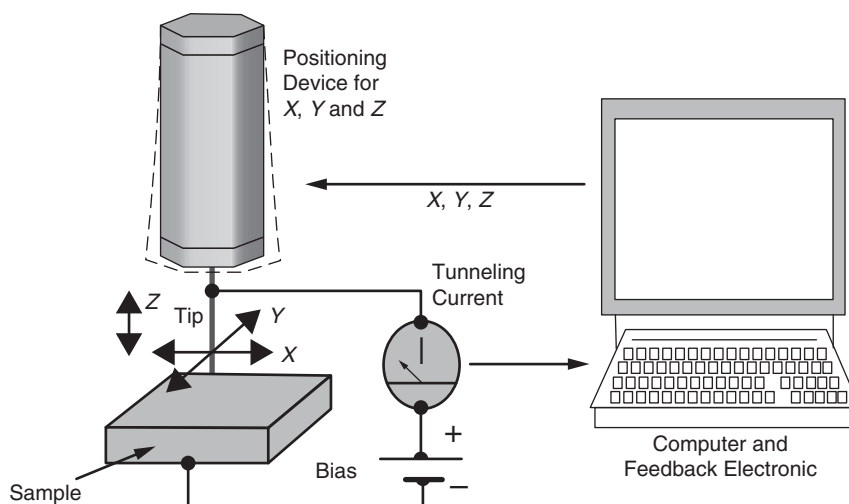 Positioning
Device for
X, Y and Z
X, Y, Z
Tunneling
Current
Z
Tip
Y
X
I
+
Bias
−
Sample
Computer and
Feedback Electronic